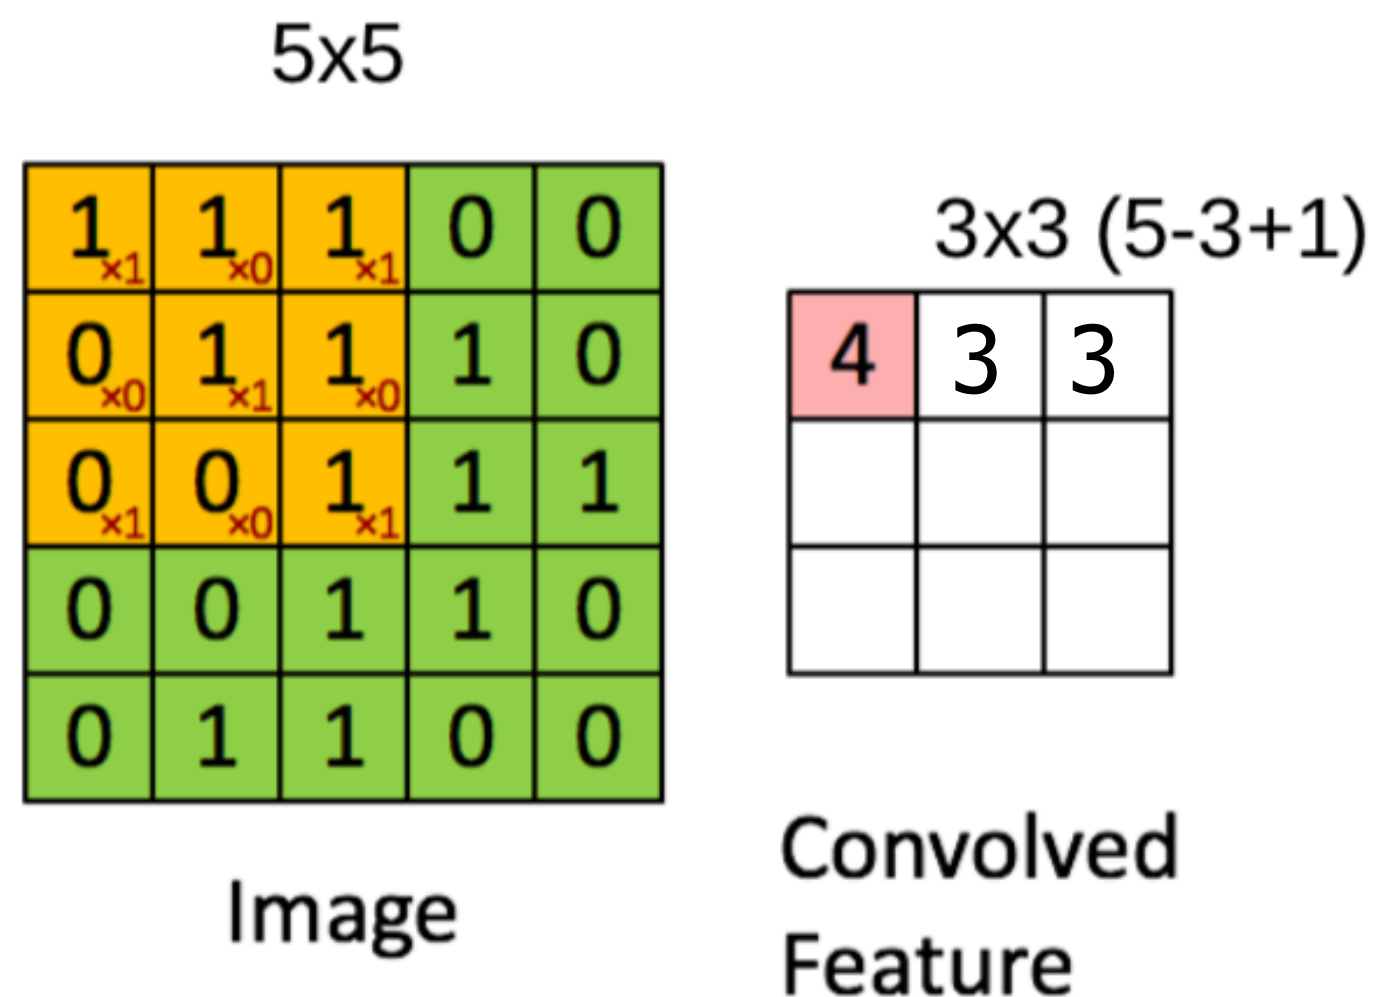 5x5
3x3 (5-3+1)
1×1 1×0 1×1 0 0
0×0 1×1 1×0 1 0
0×1 0×0 1×1 1 1
0 0 1 1 0
0 1 1 0 0
4 3 3
Image
Convolved
Feature